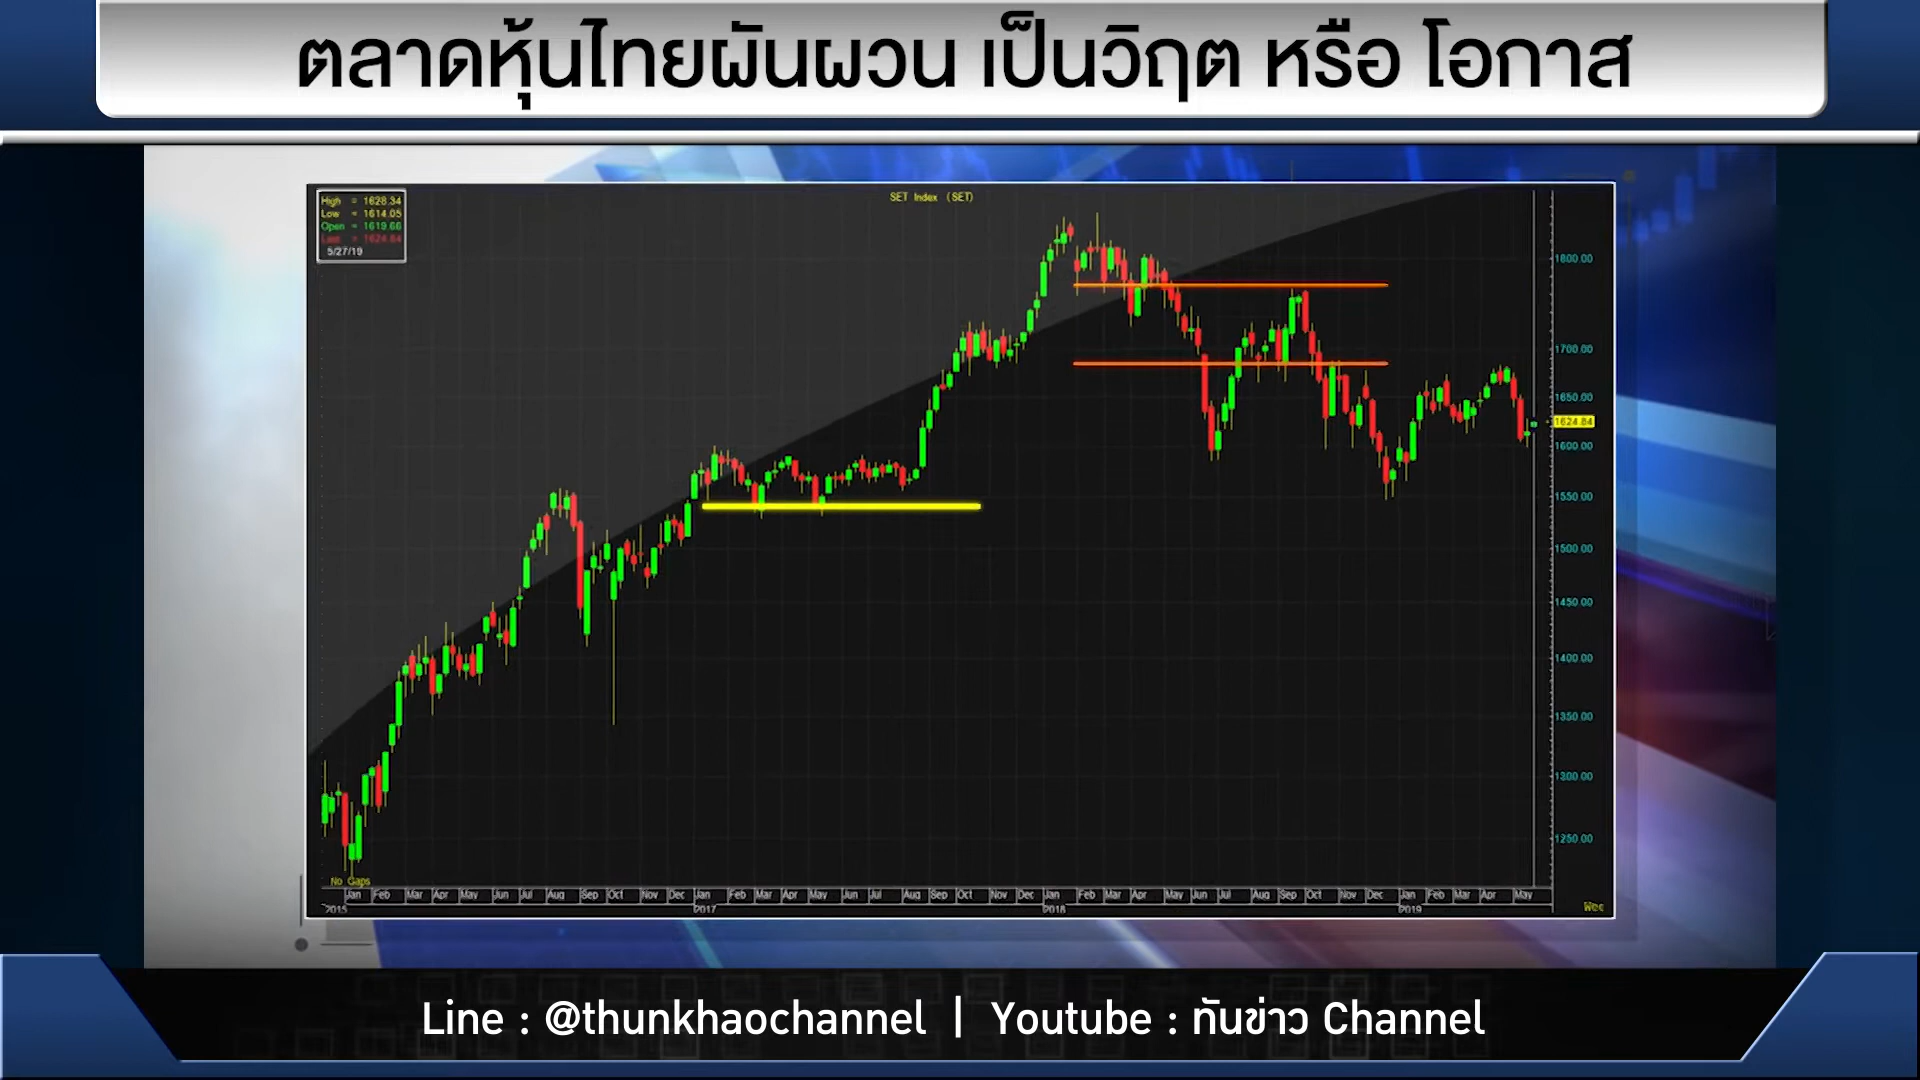 ตลาดหุ้นไทยผันผวน เป็นวิฤต หรือ โอกาส
SET Index (SET)
High = 1628.34
Low = 1614.05
Open = 1619.66
Last = 1624.84
5/27/19
1800.00
1700.00
1650.00
1624.84
1600.00
1550.00
1500.00
1450.00
1400.00
1350.00
1300.00
1250.00
No Gaps
Jan Feb Mar Apr May Jun Jul Aug Sep Oct Nov Dec Jan Feb Mar Apr May Jun Jul Aug Sep Oct Nov Dec Jan Feb Mar Apr May Jun Jul Aug Sep Oct Nov Dec Jan Feb Mar Apr May
2017 2018 2019
Line : @thunkhaochannel | Youtube : ทันข่าว Channel